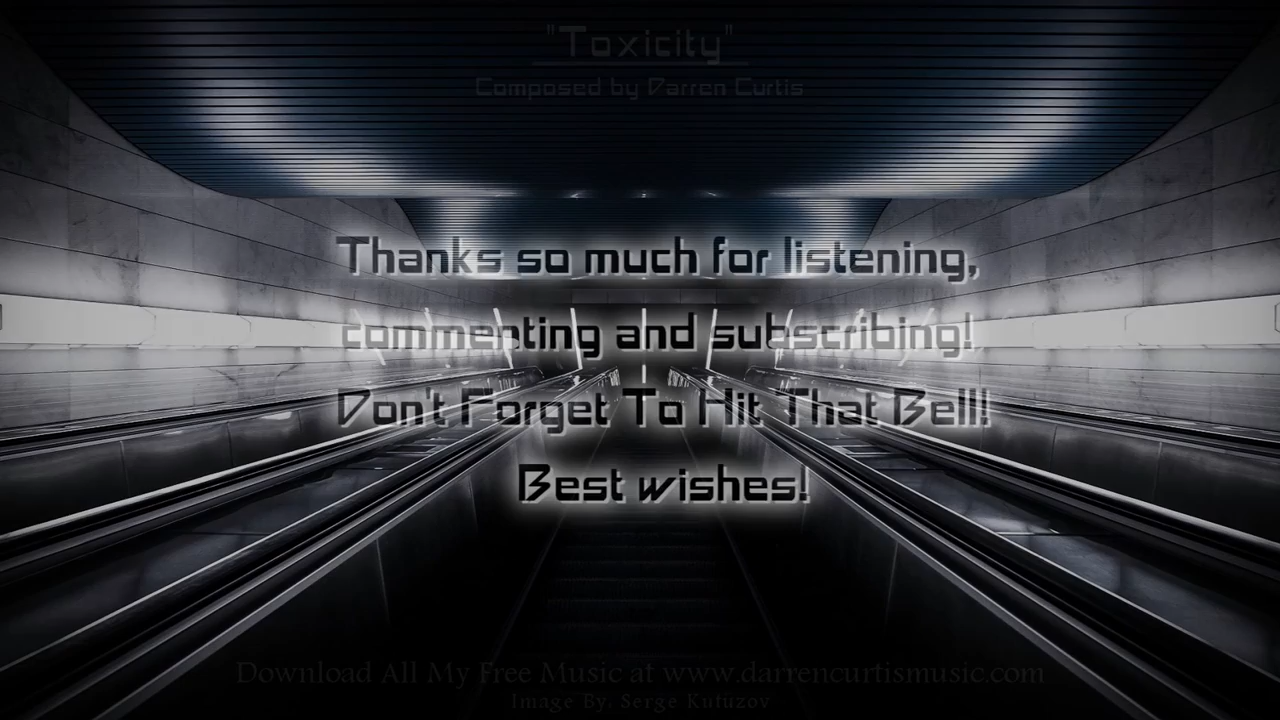 "Toxicity"
Composed by Darren Curtis
Thanks so much for listening,
commenting and subscribing!
Don't Forget To Hit That Bell!
Best wishes!
Download All My Free Music at www.darrencurtismusic.com
Image By. Serge Kutuzov